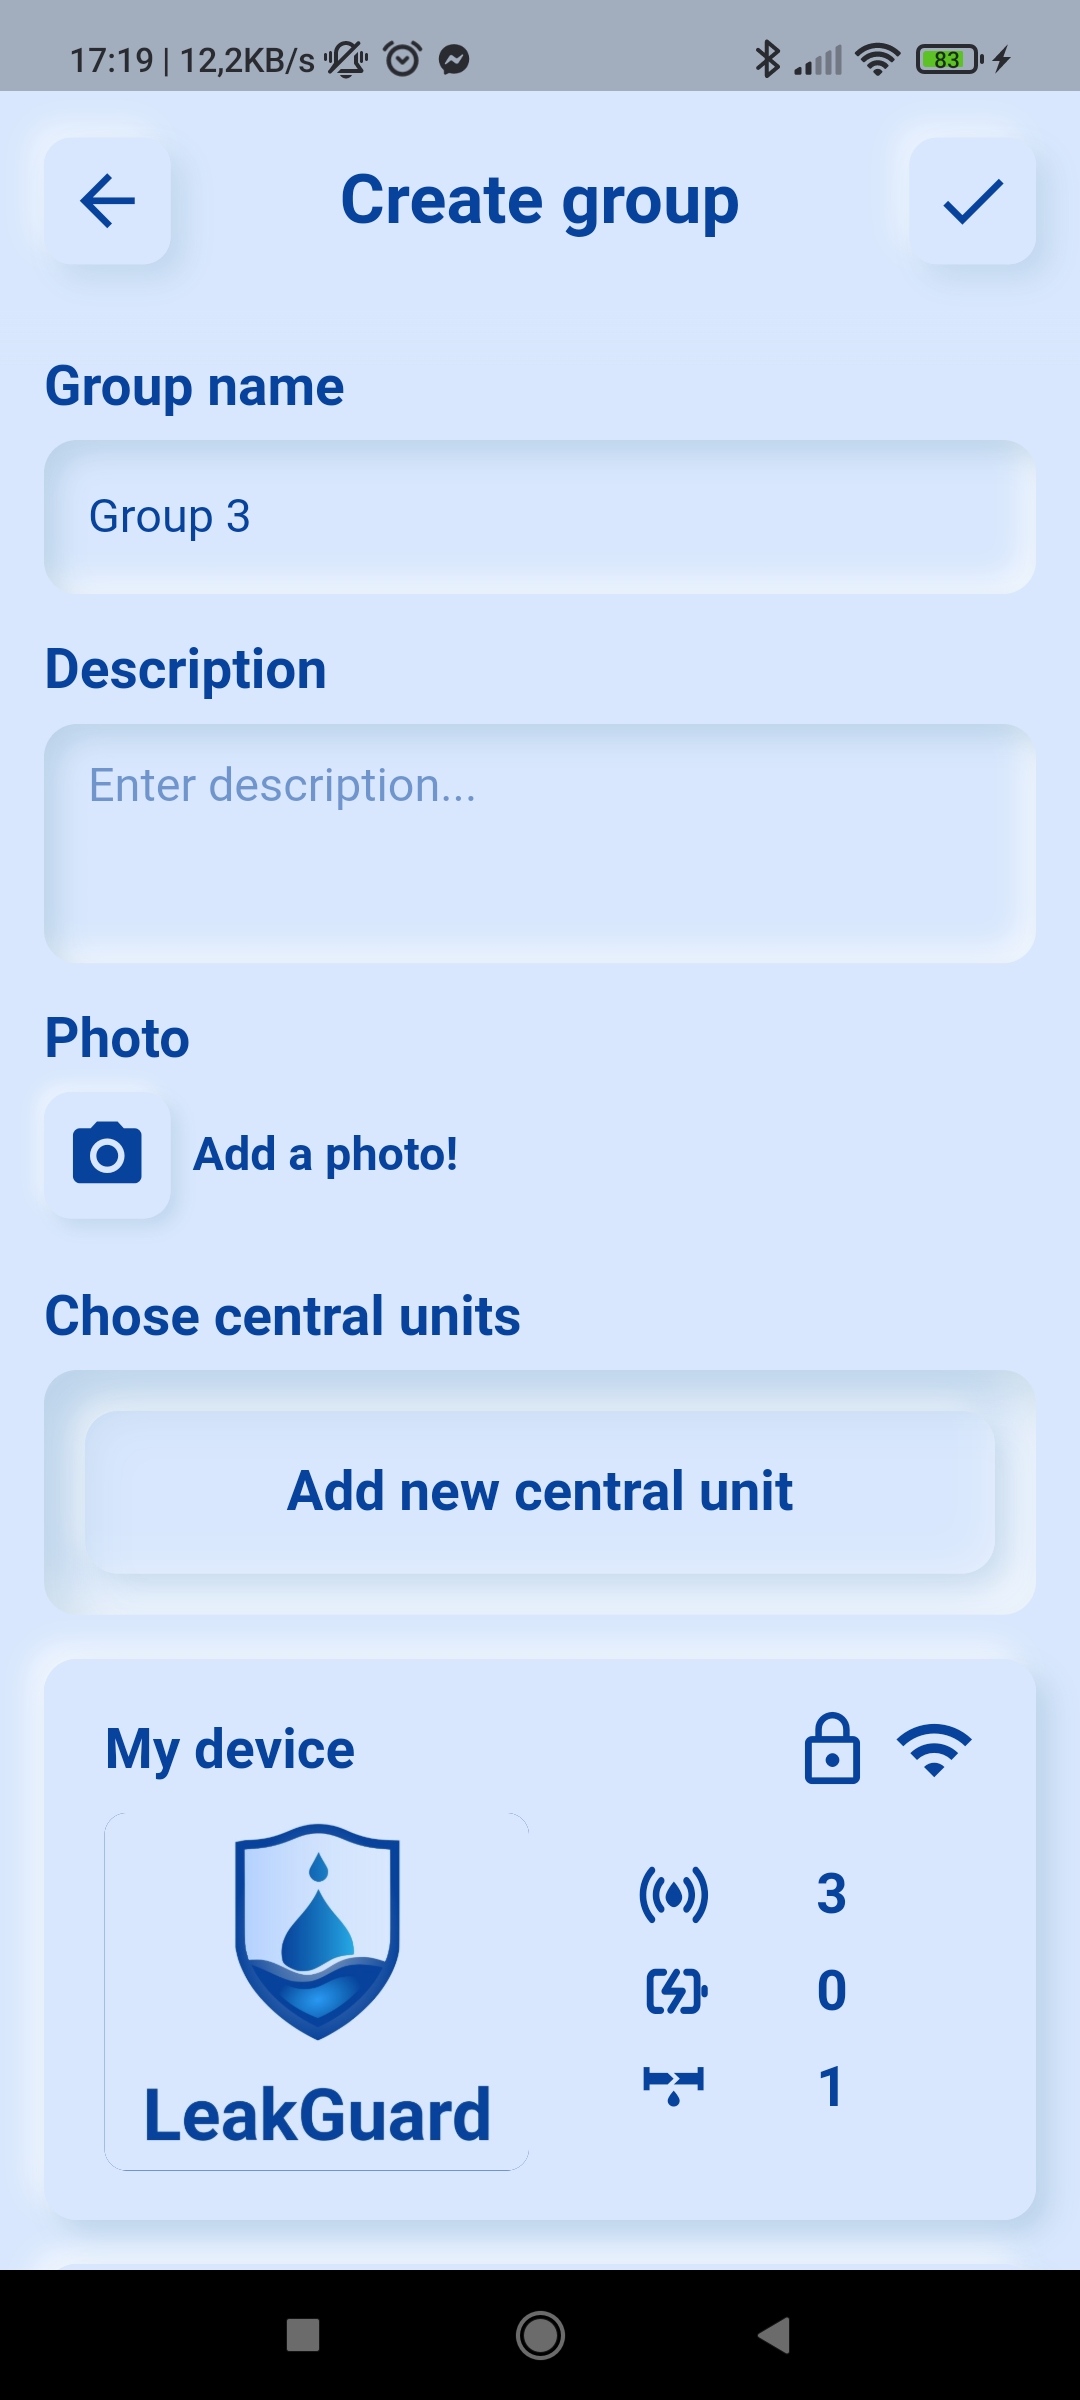 17:19 | 12,2KB/s
83
Create group
Group name
Group 3
Description
Enter description...
Photo
Add a photo!
Chose central units
Add new central unit
My device
3
0
LeakGuard
1